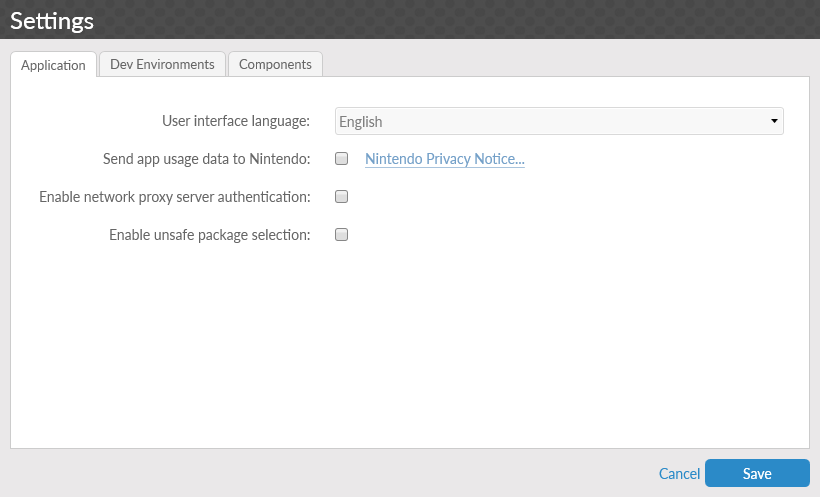 Settings
Application
Dev Environments
Components
User interface language:
English
Send app usage data to Nintendo:
Nintendo Privacy Notice...
Enable network proxy server authentication:
Enable unsafe package selection:
Cancel
Save